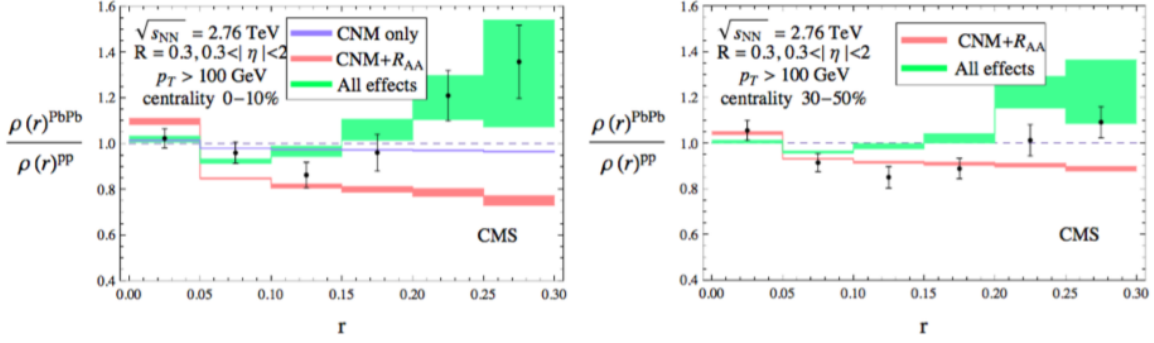 1.6
1.4
1.2
1.0
0.8
0.6
0.4
ρ(r)^PbPb
ρ(r)^pp
√s_NN = 2.76 TeV
R = 0.3, 0.3<| η |<2
p_T > 100 GeV
centrality 0–10%
CNM only
CNM+R_AA
All effects
CMS
0.00 0.05 0.10 0.15 0.20 0.25 0.30
r
1.6
1.4
1.2
1.0
0.8
0.6
0.4
ρ(r)^PbPb
ρ(r)^pp
√s_NN = 2.76 TeV
R = 0.3, 0.3<| η |<2
p_T > 100 GeV
centrality 30–50%
CNM+R_AA
All effects
CMS
0.00 0.05 0.10 0.15 0.20 0.25 0.30
r